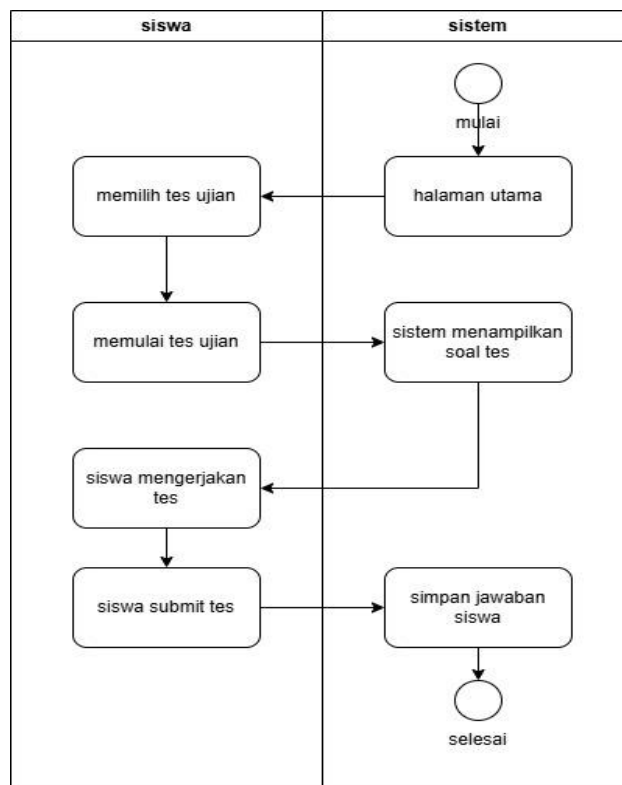 siswa
sistem
mulai
memilih tes ujian
halaman utama
memulai tes ujian
sistem menampilkan
soal tes
siswa mengerjakan
tes
siswa submit tes
simpan jawaban
siswa
selesai